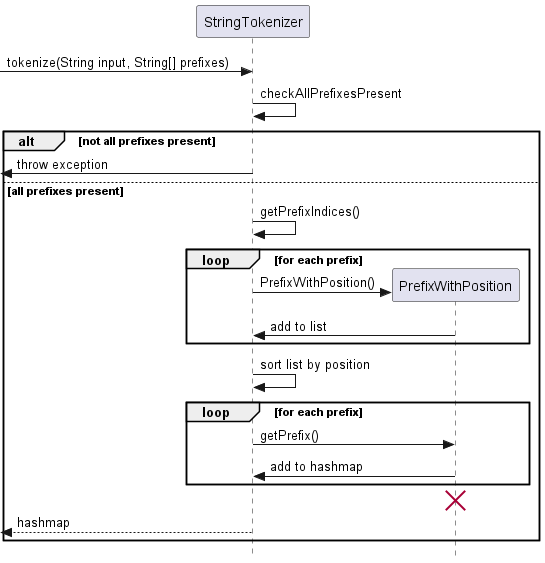 StringTokenizer
tokenize(String input, String[] prefixes)
checkAllPrefixesPresent
alt [not all prefixes present]
throw exception
[all prefixes present]
getPrefixIndices()
loop [for each prefix]
PrefixWithPosition() PrefixWithPosition
add to list
sort list by position
loop [for each prefix]
getPrefix()
add to hashmap
hashmap